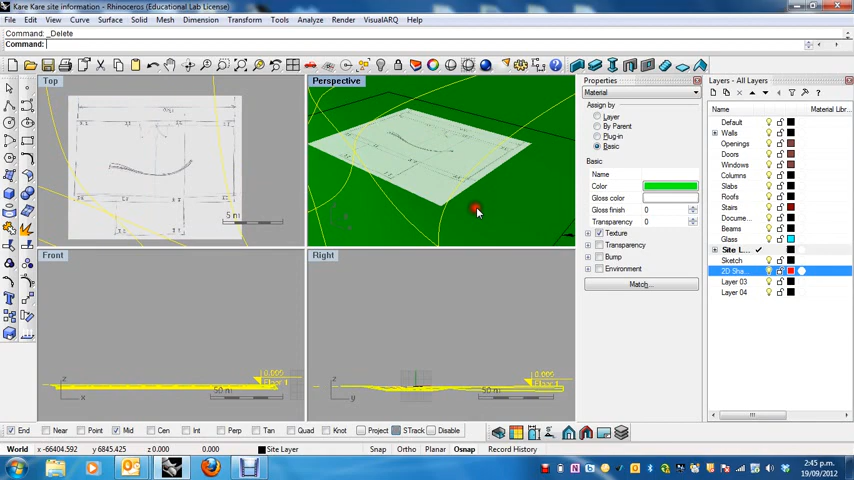 Kare Kare site information - Rhinoceros (Educational Lab License)
File Edit View Curve Surface Solid Mesh Dimension Transform Tools Analyze Render VisualARQ Help
Command: _Delete
Command:
Top
Perspective
Front
Right
5 m
0.000
50 m
z
x
0.000
50 m
z
y
Properties
Material
Assign by
Layer
By Parent
Plug-in
Basic
Basic
Name
Color
Gloss color
Gloss finish 0
Transparency 0
Texture
Transparency
Bump
Environment
Match...
Layers - All Layers
Name Material Libr
Default
Walls
Openings
Doors
Windows
Columns
Slabs
Roofs
Stairs
Docume...
Beams
Glass
Site L...
Sketch
2D Sha...
Layer 03
Layer 04
End Near Point Mid Cen Int Perp Tan Quad Knot Project STrack Disable
World x -66404.592 y 6845.425 z 0.000 0.000 Site Layer Snap Ortho Planar Osnap Record History
2:45 p.m.
19/09/2012